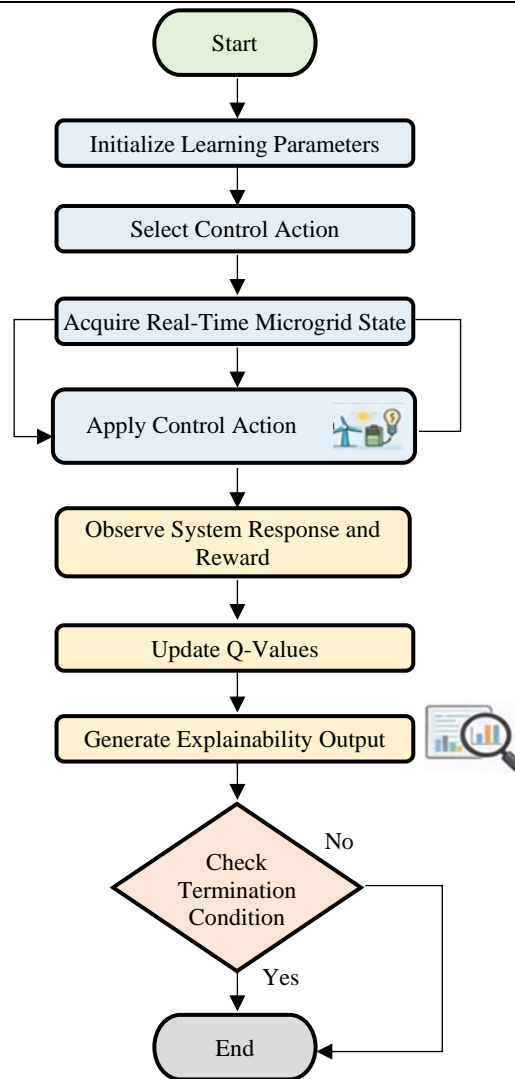 Start
Initialize Learning Parameters
Select Control Action
Acquire Real-Time Microgrid State
Apply Control Action
Observe System Response and
Reward
Update Q-Values
Generate Explainability Output
No
Check
Termination
Condition
Yes
End